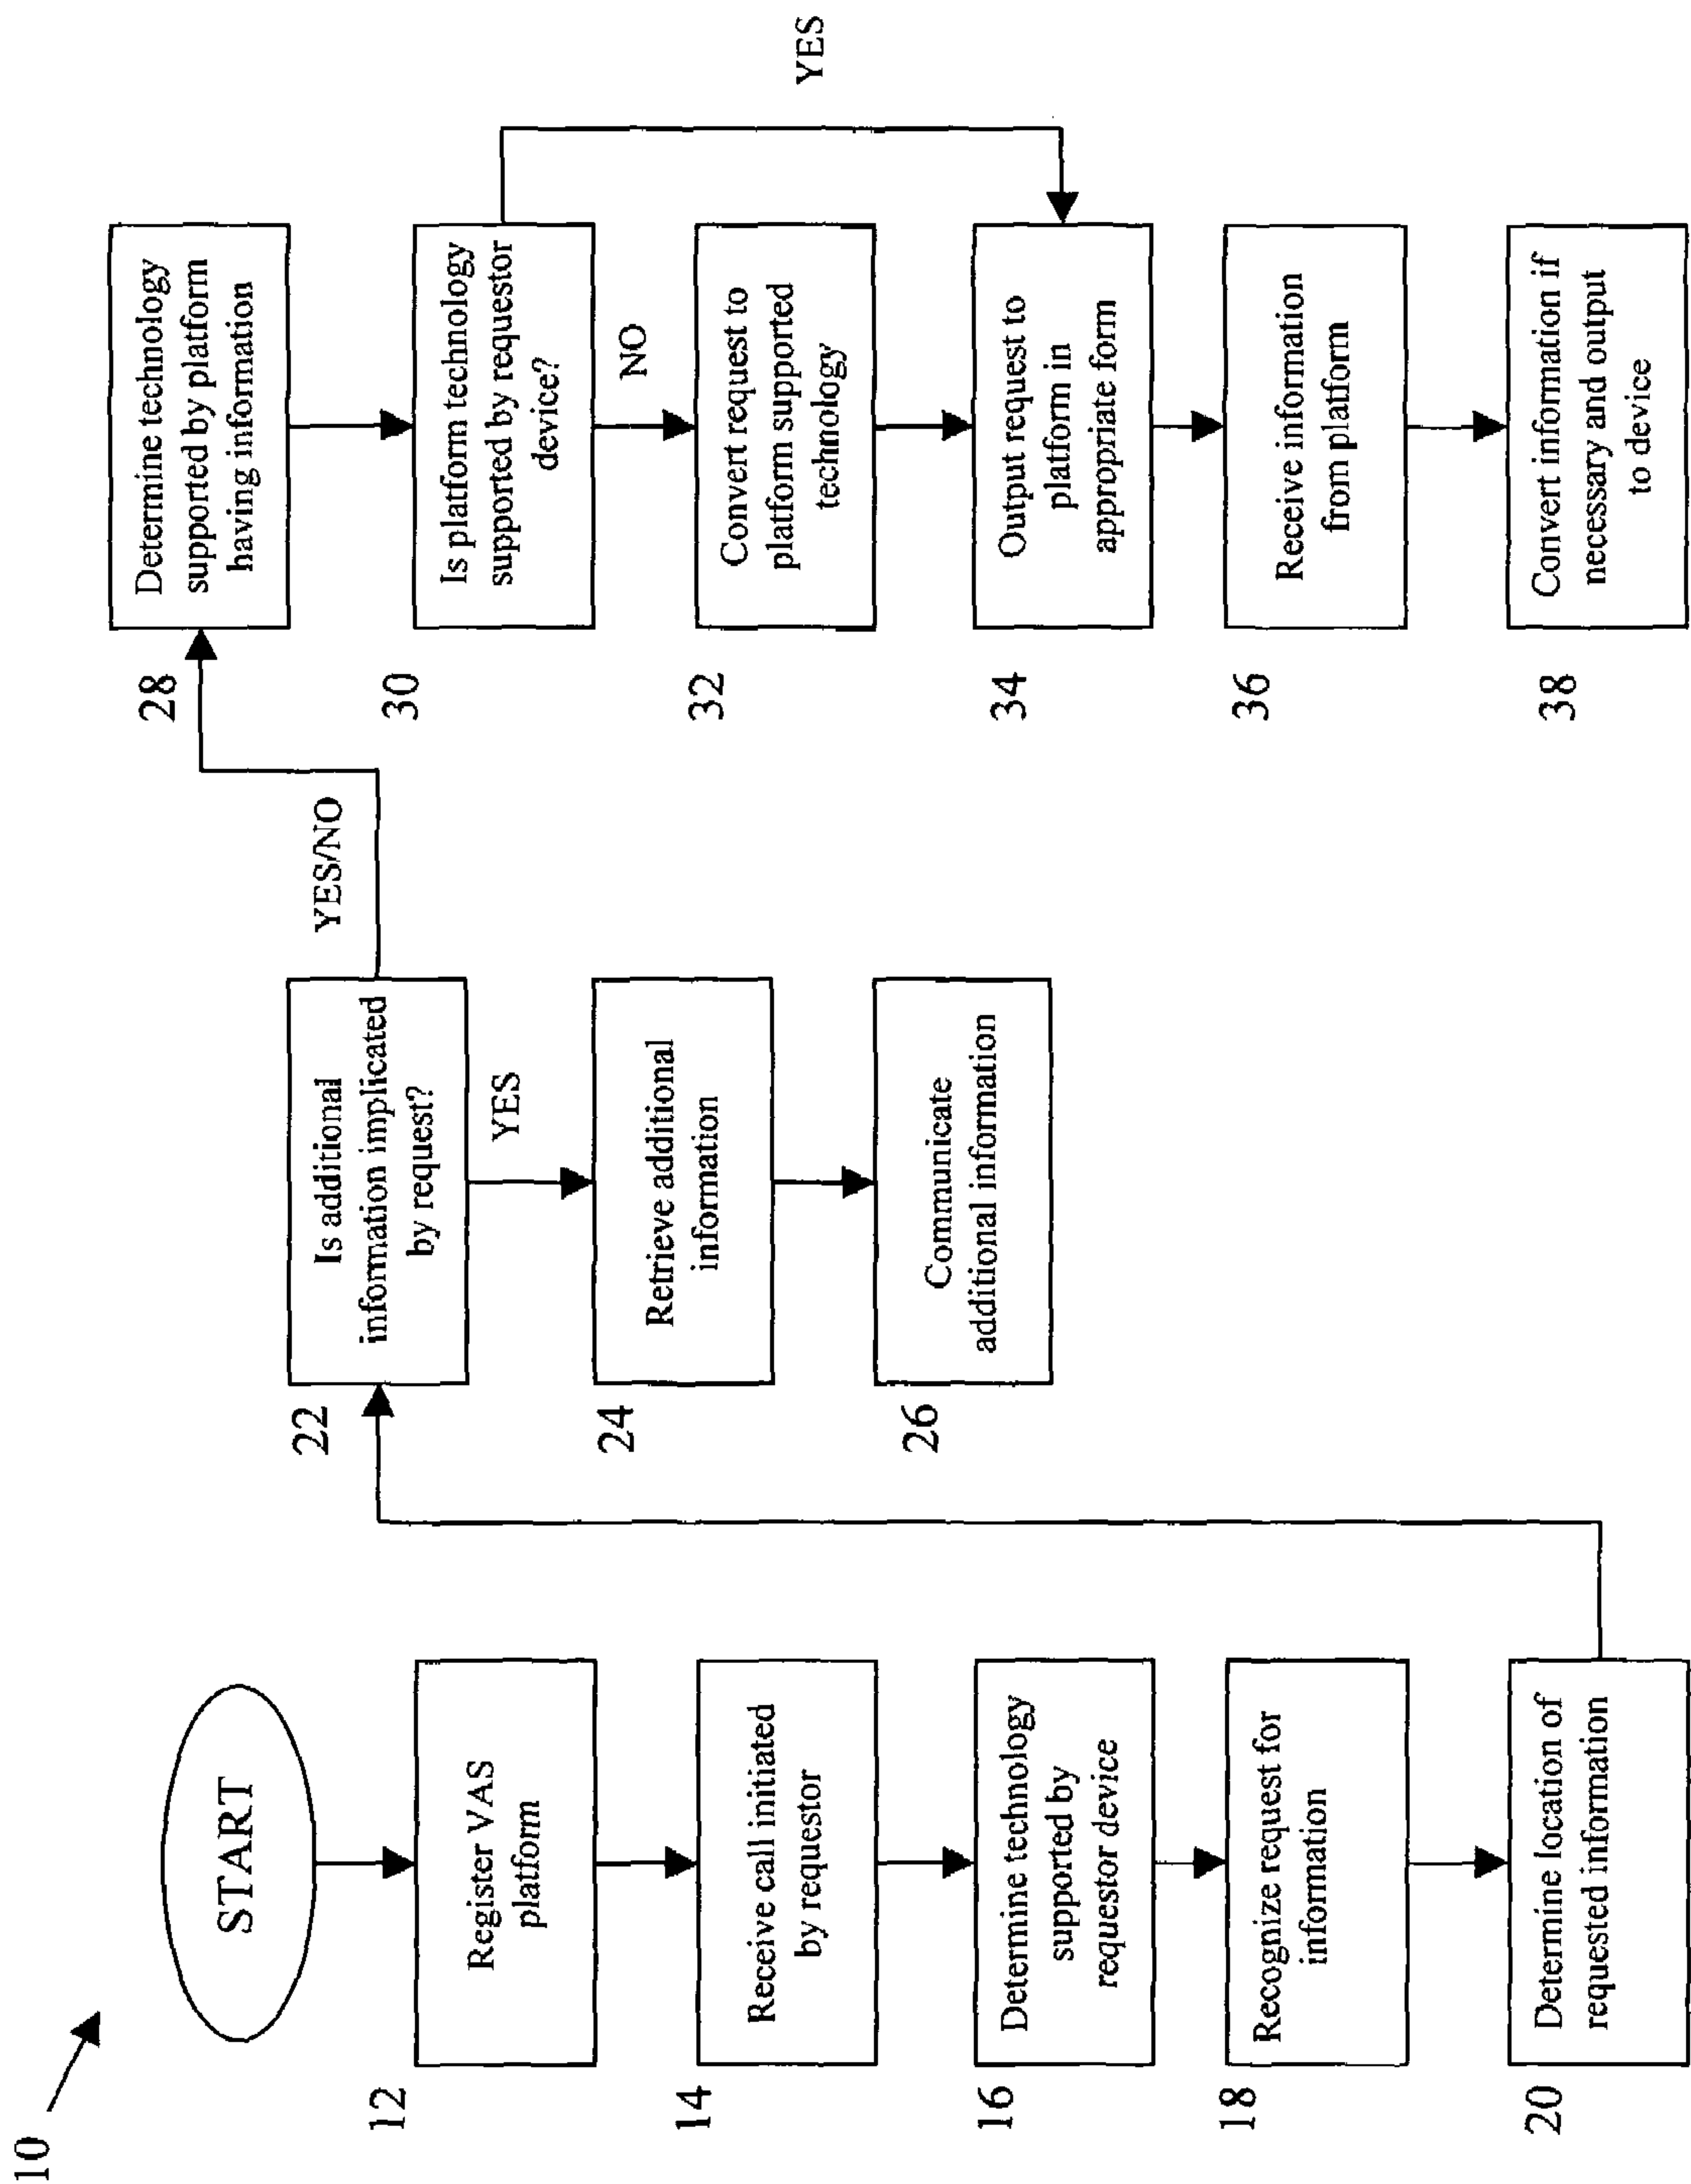 10
START
12
Register VAS
platform
14
Receive call initiated
by requestor
16
Determine technology
supported by
requestor device
18
Recognize request for
information
20
Determine location of
requested information
22
Is additional
information implicated
by request?
YES/NO
YES
24
Retrieve additional
information
26
Communicate
additional information
28
Determine technology
supported by platform
having information
30
Is platform technology
supported by requestor
device?
NO
YES
32
Convert request to
platform supported
technology
34
Output request to
platform in
appropriate form
36
Receive information
from platform
38
Convert information if
necessary and output
to device